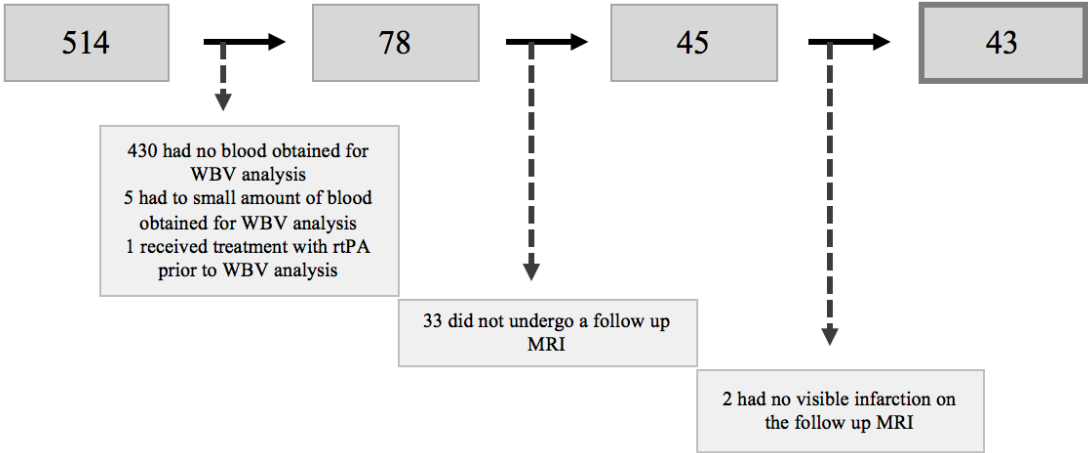 514
78
45
43
430 had no blood obtained for
WBV analysis
5 had to small amount of blood
obtained for WBV analysis
1 received treatment with rtPA
prior to WBV analysis
33 did not undergo a follow up
MRI
2 had no visible infarction on
the follow up MRI